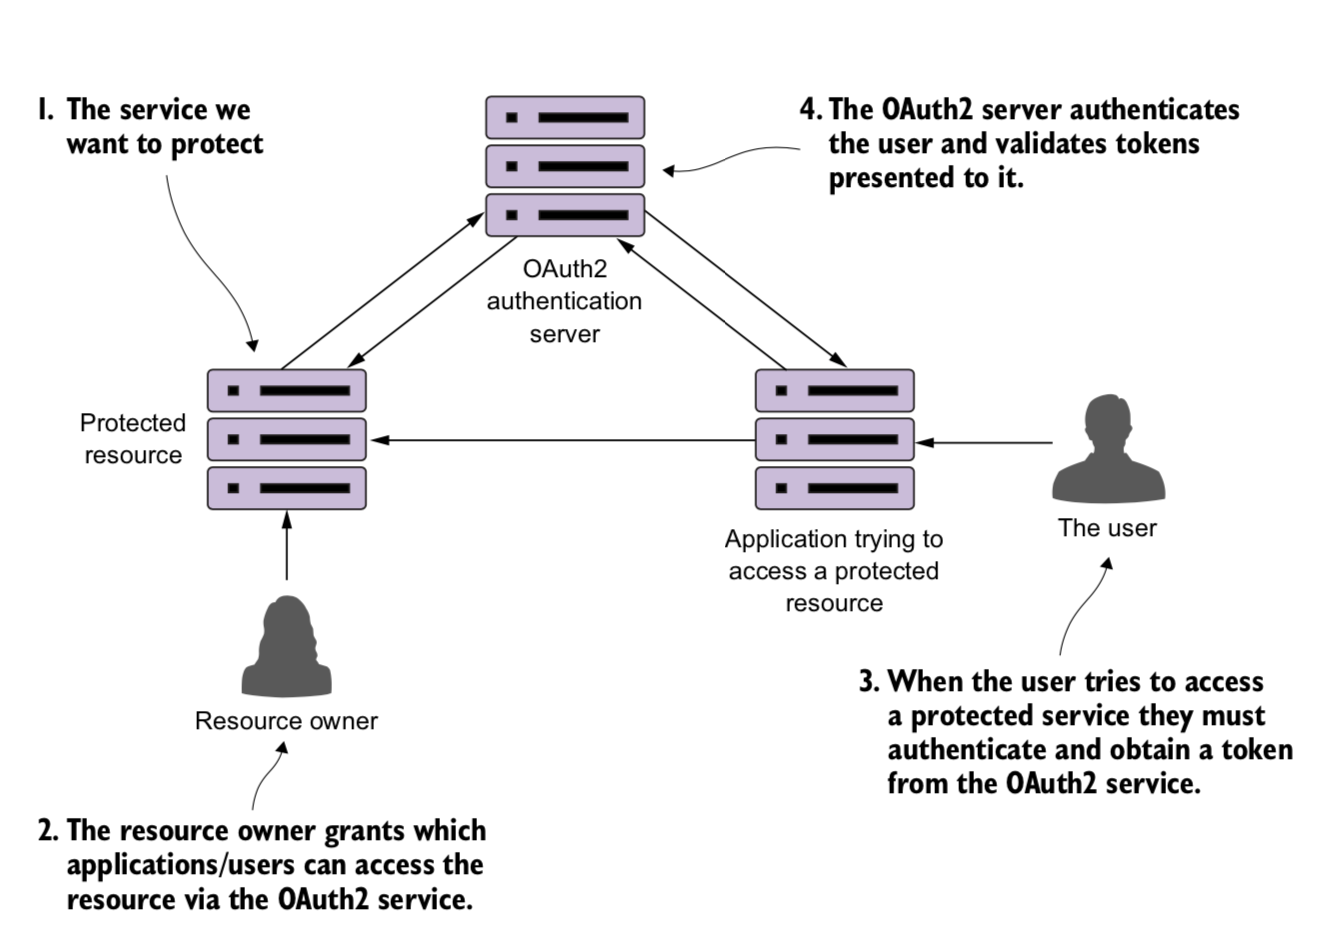 1. The service we
want to protect
4. The OAuth2 server authenticates
the user and validates tokens
presented to it.
OAuth2
authentication
server
Protected
resource
Application trying to
access a protected
resource
The user
Resource owner
3. When the user tries to access
a protected service they must
authenticate and obtain a token
from the OAuth2 service.
2. The resource owner grants which
applications/users can access the
resource via the OAuth2 service.